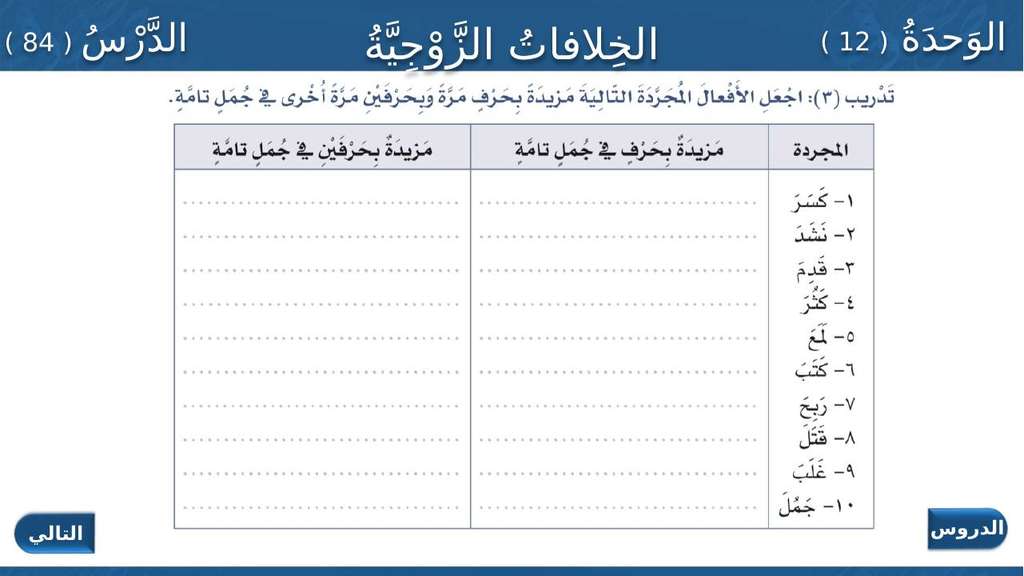 الوَحدَةُ ( 12 )
الخِلافاتُ الزَّوْجِيَّةُ
الدَّرْسُ ( 84 )
تَدْريب (٣): اجْعَلِ الأَفْعالَ المُجَرَّدَةَ التّالِيَةَ مَزيدَةً بِحَرْفٍ مَرَّةً وَبِحَرْفَيْنِ مَرَّةً أُخْرى في جُمَلٍ تامَّةٍ.
المجردة
مَزيدَةٌ بِحَرْفٍ في جُمَلٍ تامَّةٍ
مَزيدَةٌ بِحَرْفَيْنِ في جُمَلٍ تامَّةٍ
١- كَسَرَ
٢- نَشَدَ
٣- قَدِمَ
٤- كَثُرَ
٥- لَمَعَ
٦- كَتَبَ
٧- رَبِحَ
٨- قَتَلَ
٩- غَلَبَ
١٠- جَمُلَ
الدروس
التالي